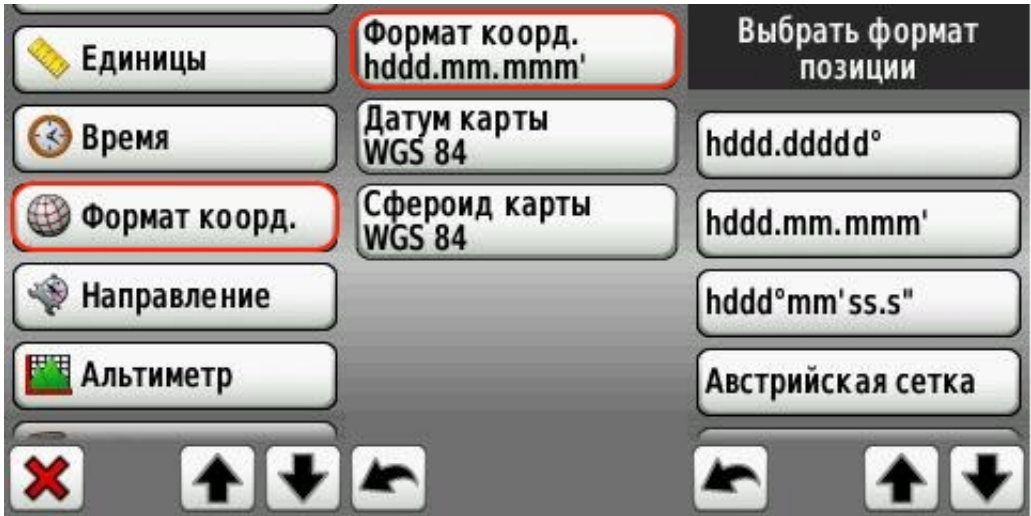 Единицы
Время
Формат коорд.
Направление
Альтиметр
Формат коорд.
hddd.mm.mmm'
Датум карты
WGS 84
Сфероид карты
WGS 84
Выбрать формат
позиции
hddd.ddddd°
hddd.mm.mmm'
hddd°mm'ss.s"
Австрийская сетка